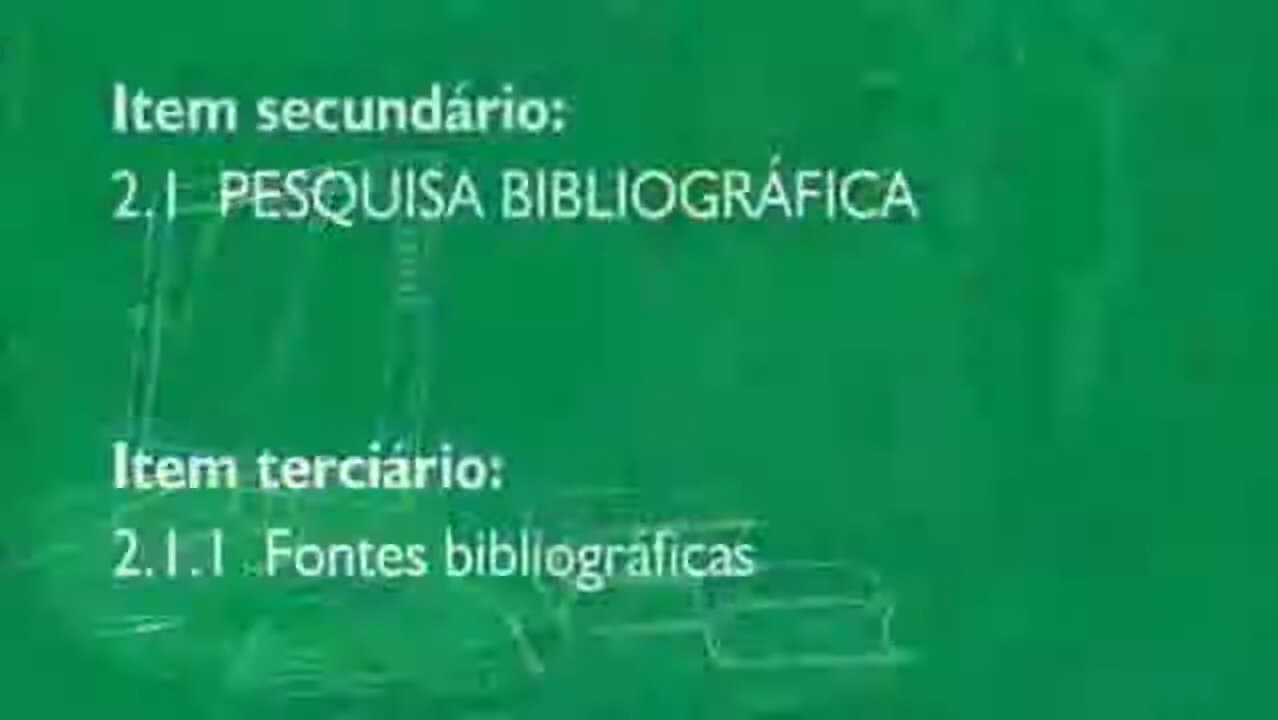 Item secundário:
2.1 PESQUISA BIBLIOGRÁFICA
Item terciário:
2.1.1 Fontes bibliográficas